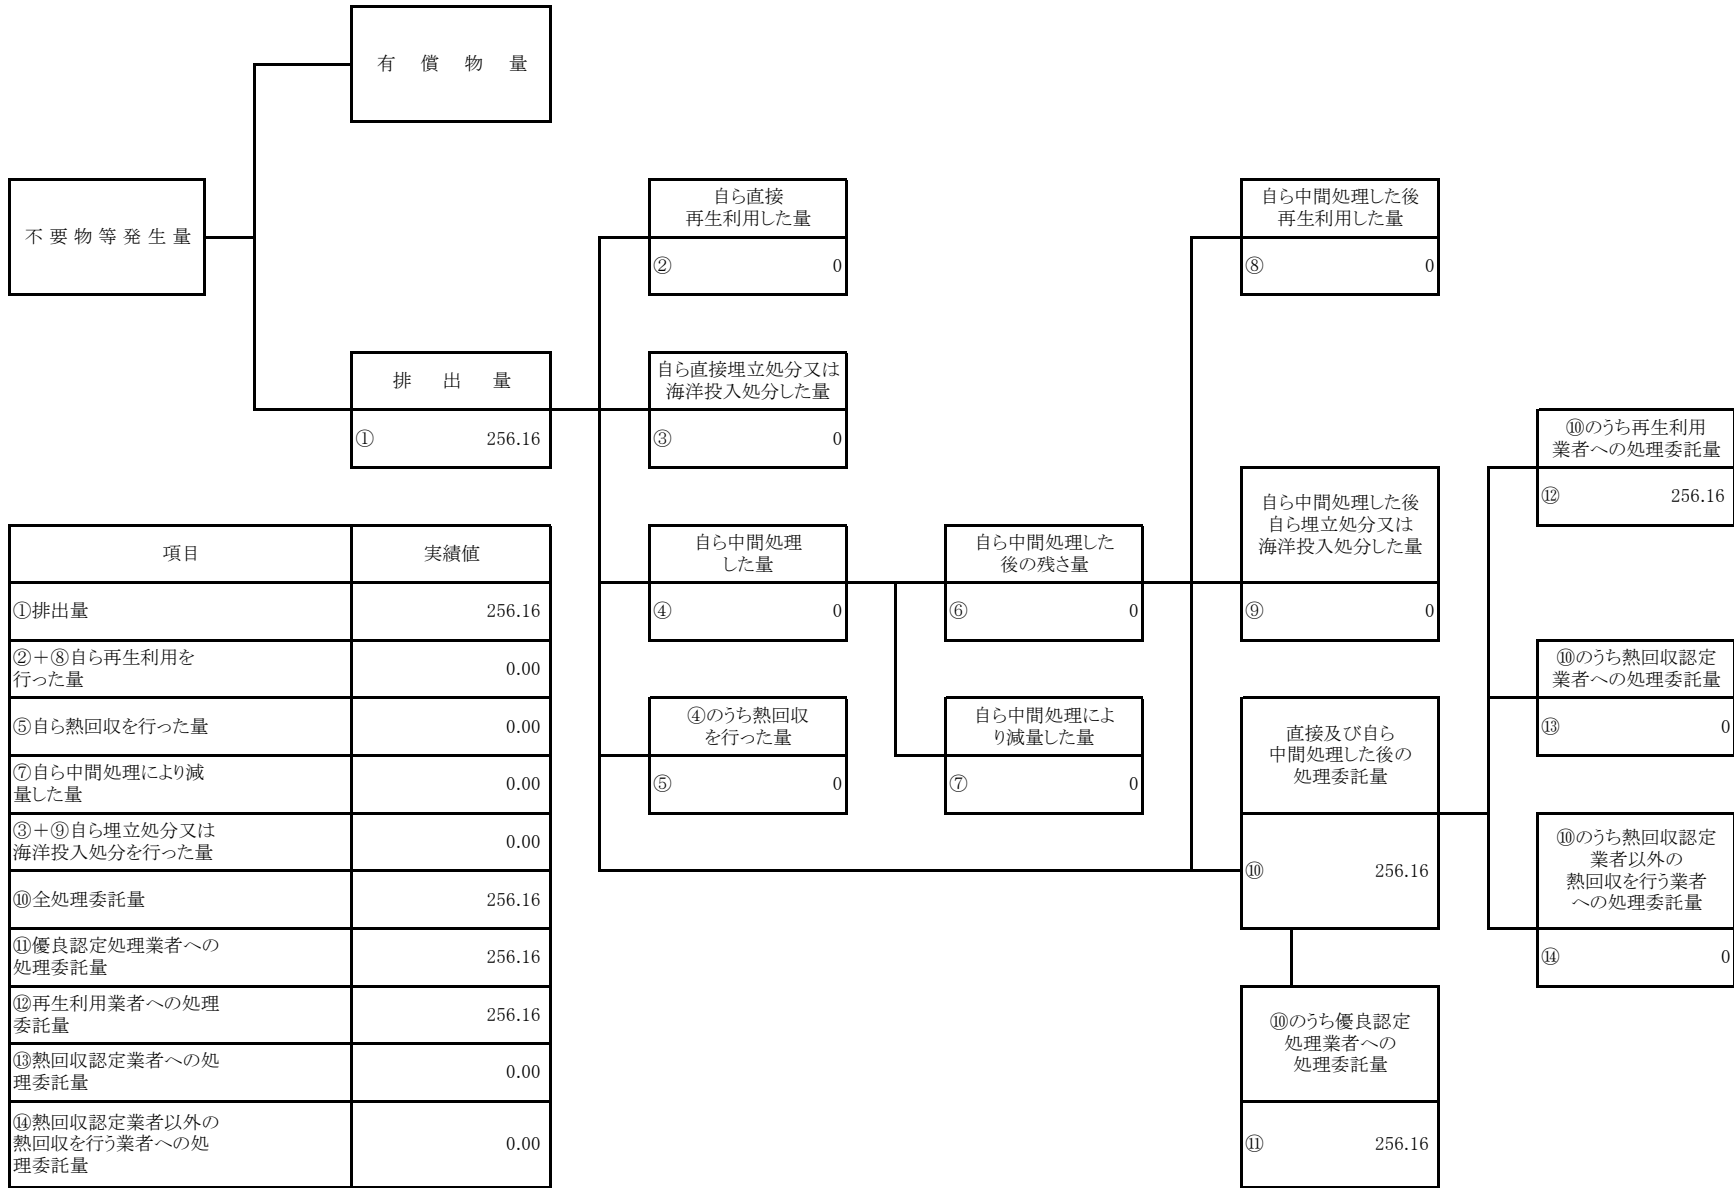 有 償 物 量
不 要 物 等 発 生 量
排 出 量
① 256.16
自ら直接
再生利用した量
② 0
自ら直接埋立処分又は
海洋投入処分した量
③ 0
自ら中間処理
した量
④ 0
④のうち熱回収
を行った量
⑤ 0
自ら中間処理した
後の残さ量
⑥ 0
自ら中間処理によ
り減量した量
⑦ 0
自ら中間処理した後
再生利用した量
⑧ 0
自ら中間処理した後
自ら埋立処分又は
海洋投入処分した量
⑨ 0
直接及び自ら
中間処理した後の
処理委託量
⑩ 256.16
⑩のうち優良認定
処理業者への
処理委託量
⑪ 256.16
⑩のうち再生利用
業者への処理委託量
⑫ 256.16
⑩のうち熱回収認定
業者への処理委託量
⑬ 0
⑩のうち熱回収認定
業者以外の
熱回収を行う業者
への処理委託量
⑭ 0
項目 実績値
①排出量 256.16
②＋⑧自ら再生利用を
行った量 0.00
⑤自ら熱回収を行った量 0.00
⑦自ら中間処理により減
量した量 0.00
③＋⑨自ら埋立処分又は
海洋投入処分を行った量 0.00
⑩全処理委託量 256.16
⑪優良認定処理業者への
処理委託量 256.16
⑫再生利用業者への処理
委託量 256.16
⑬熱回収認定業者への処
理委託量 0.00
⑭熱回収認定業者以外の
熱回収を行う業者への処
理委託量 0.00